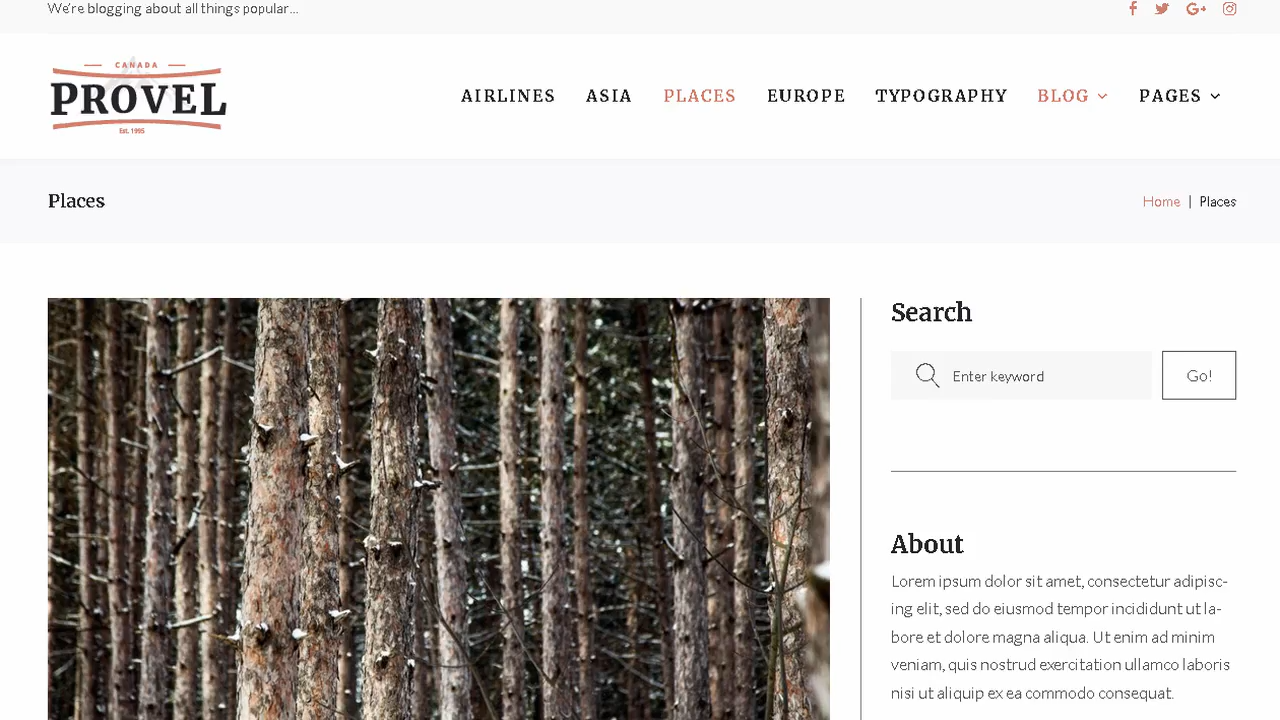 We're blogging about all things popular...
CANADA
PROVEL
Est. 1995
AIRLINES ASIA PLACES EUROPE TYPOGRAPHY BLOG PAGES
Places
Home | Places
Search
Enter keyword
Go!
About
Lorem ipsum dolor sit amet, consectetur adipisc-
ing elit, sed do eiusmod tempor incididunt ut la-
bore et dolore magna aliqua. Ut enim ad minim
veniam, quis nostrud exercitation ullamco laboris
nisi ut aliquip ex ea commodo consequat.